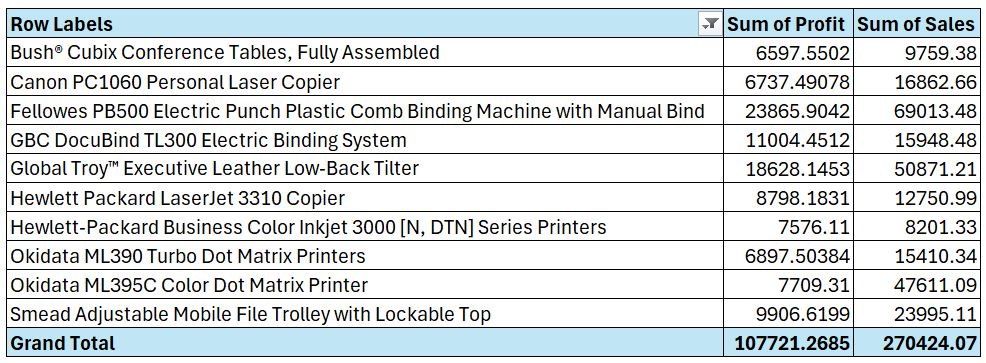 Row Labels Sum of Profit Sum of Sales
Bush® Cubix Conference Tables, Fully Assembled 6597.5502 9759.38
Canon PC1060 Personal Laser Copier 6737.49078 16862.66
Fellowes PB500 Electric Punch Plastic Comb Binding Machine with Manual Bind 23865.9042 69013.48
GBC DocuBind TL300 Electric Binding System 11004.4512 15948.48
Global Troy™ Executive Leather Low-Back Tilter 18628.1453 50871.21
Hewlett Packard LaserJet 3310 Copier 8798.1831 12750.99
Hewlett-Packard Business Color Inkjet 3000 [N, DTN] Series Printers 7576.11 8201.33
Okidata ML390 Turbo Dot Matrix Printers 6897.50384 15410.34
Okidata ML395C Color Dot Matrix Printer 7709.31 47611.09
Smead Adjustable Mobile File Trolley with Lockable Top 9906.6199 23995.11
Grand Total 107721.2685 270424.07